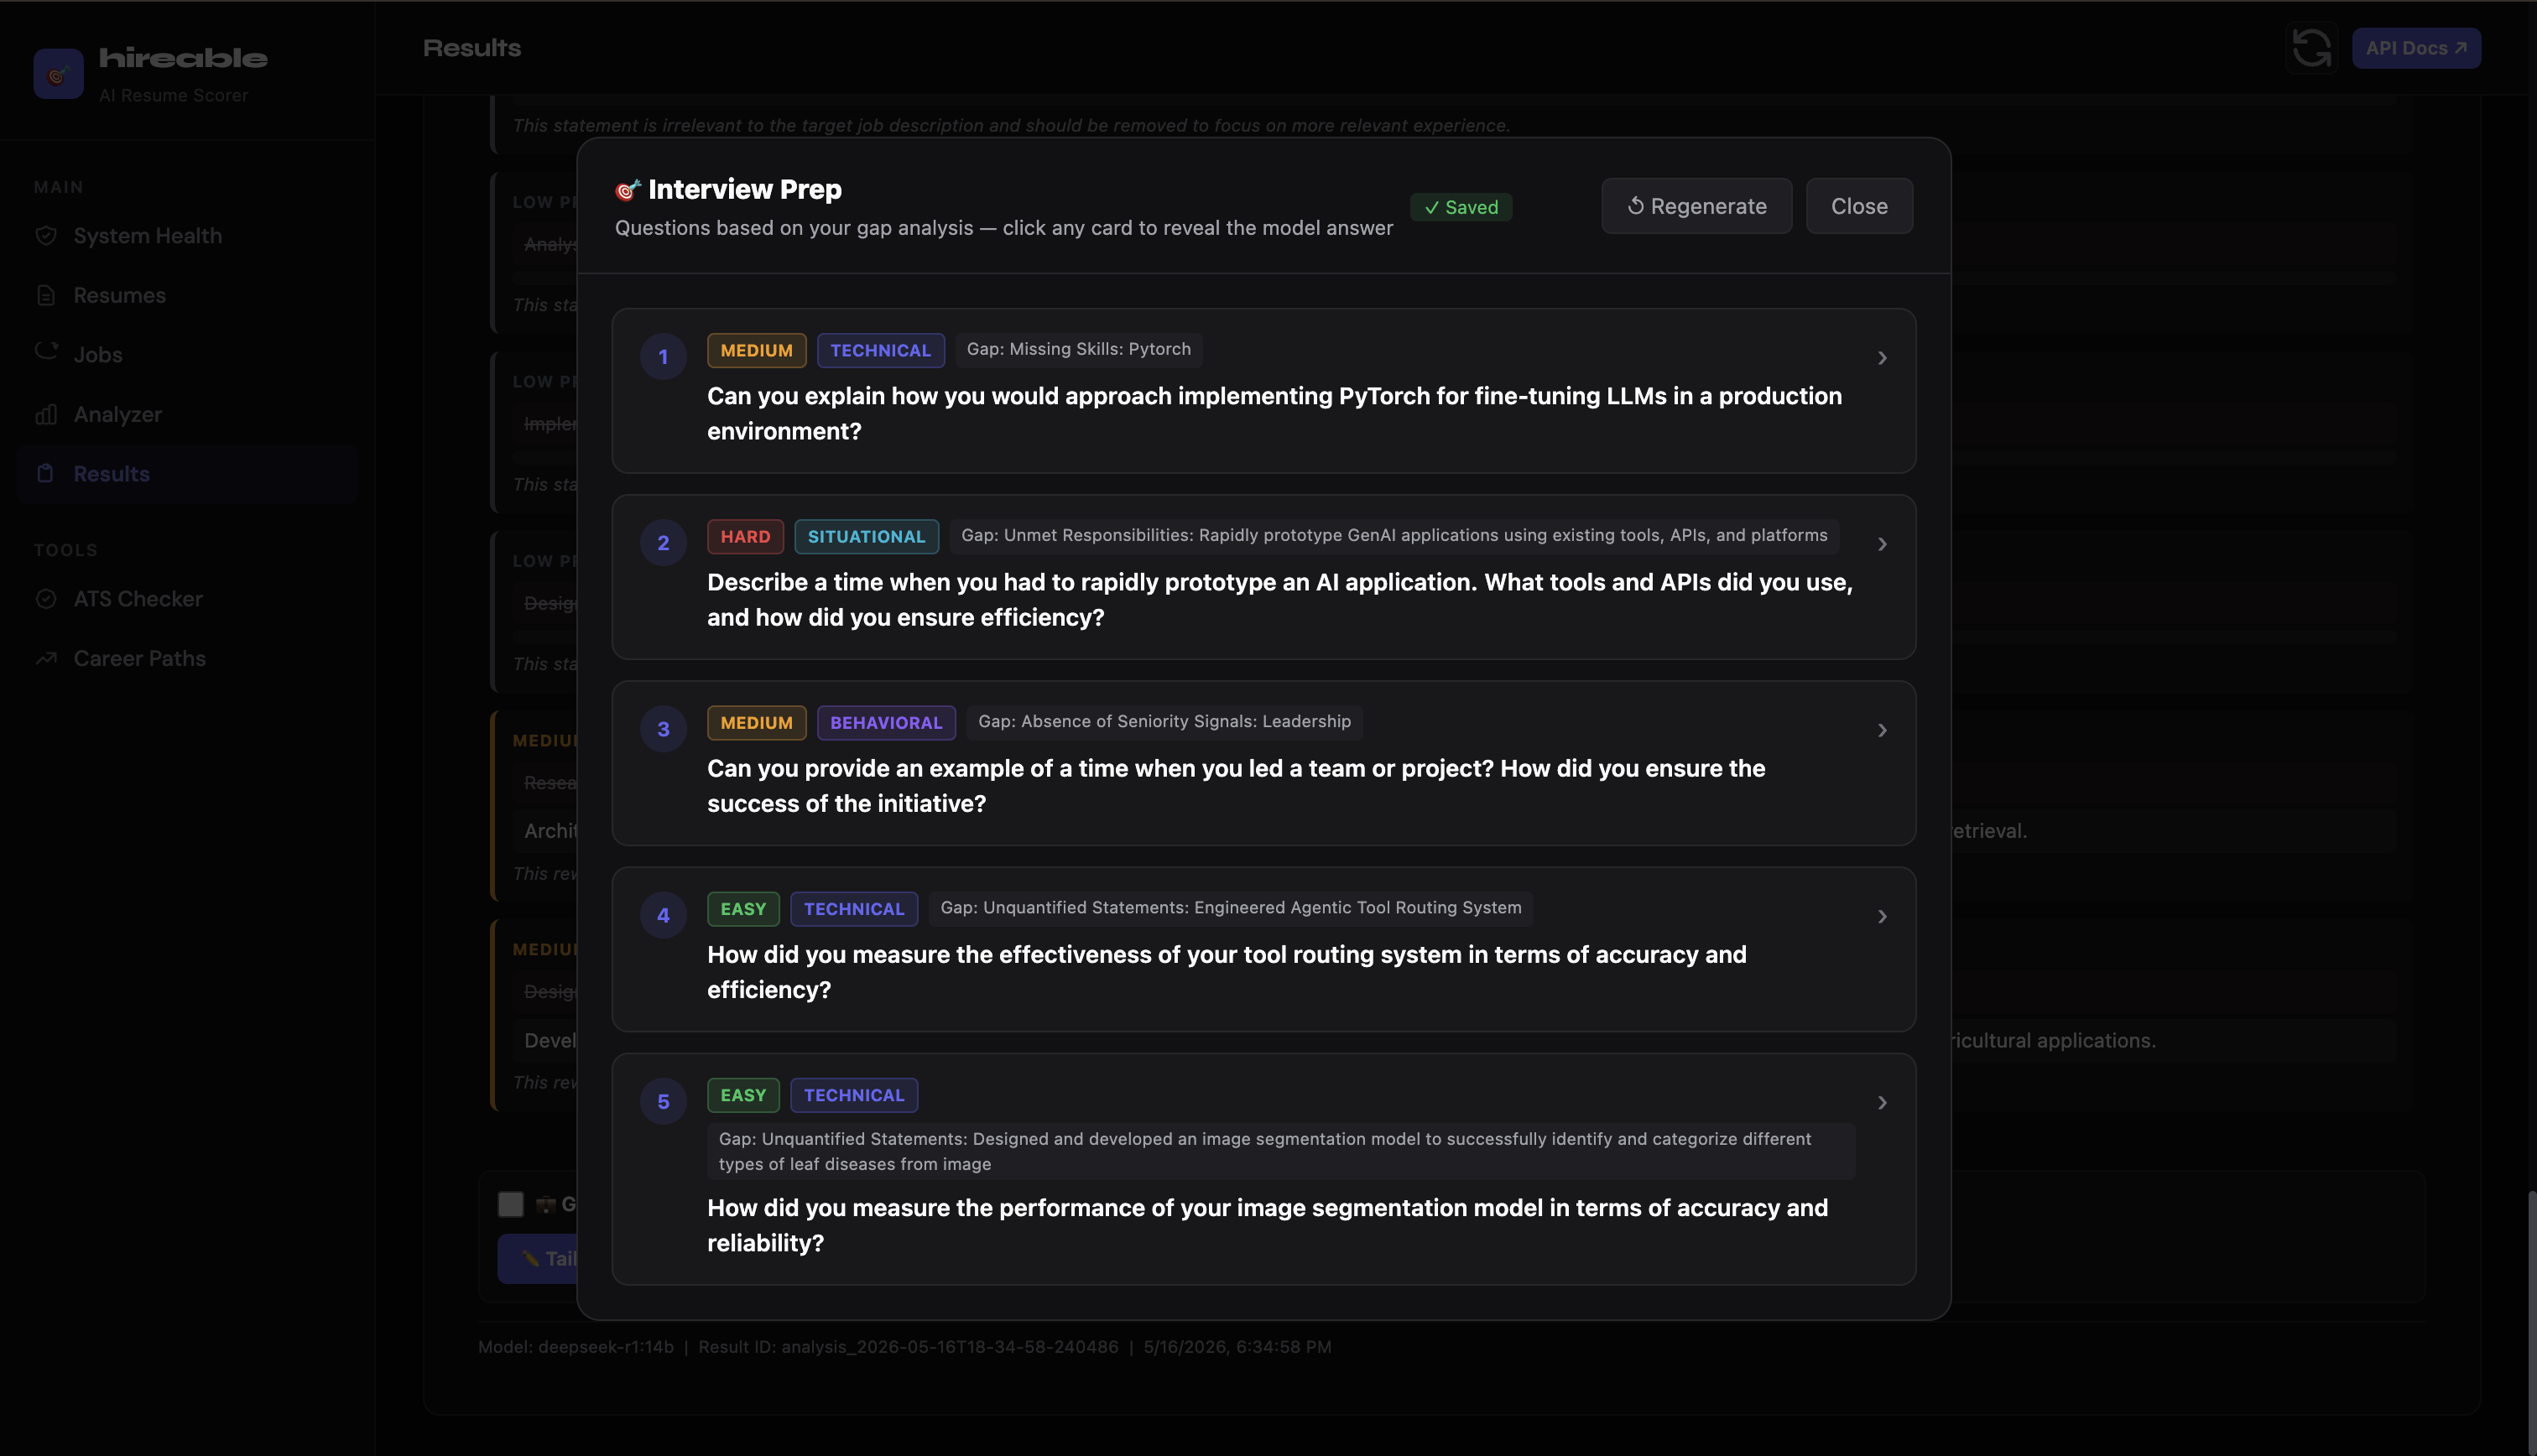 hireable
AI Resume Scorer
MAIN
System Health
Resumes
Jobs
Analyzer
Results
TOOLS
ATS Checker
Career Paths
Results
API Docs ↗
This statement is irrelevant to the target job description and should be removed to focus on more relevant experience.
LOW
This
LOW
This
LOW
This
Interview Prep
Questions based on your gap analysis — click any card to reveal the model answer
✓ Saved
Regenerate
Close
1
MEDIUM
TECHNICAL
Gap: Missing Skills: Pytorch
Can you explain how you would approach implementing PyTorch for fine-tuning LLMs in a production
environment?
2
HARD
SITUATIONAL
Gap: Unmet Responsibilities: Rapidly prototype GenAI applications using existing tools, APIs, and platforms
Describe a time when you had to rapidly prototype an AI application. What tools and APIs did you use,
and how did you ensure efficiency?
3
MEDIUM
BEHAVIORAL
Gap: Absence of Seniority Signals: Leadership
Can you provide an example of a time when you led a team or project? How did you ensure the
success of the initiative?
4
EASY
TECHNICAL
Gap: Unquantified Statements: Engineered Agentic Tool Routing System
How did you measure the effectiveness of your tool routing system in terms of accuracy and
efficiency?
5
EASY
TECHNICAL
Gap: Unquantified Statements: Designed and developed an image segmentation model to successfully identify and categorize different
types of leaf diseases from image
How did you measure the performance of your image segmentation model in terms of accuracy and
reliability?
This
This
applications.
Model: deepseek-r1:14b | Result ID: analysis_2026-05-16T18-34-58-240486 | 5/16/2026, 6:34:58 PM